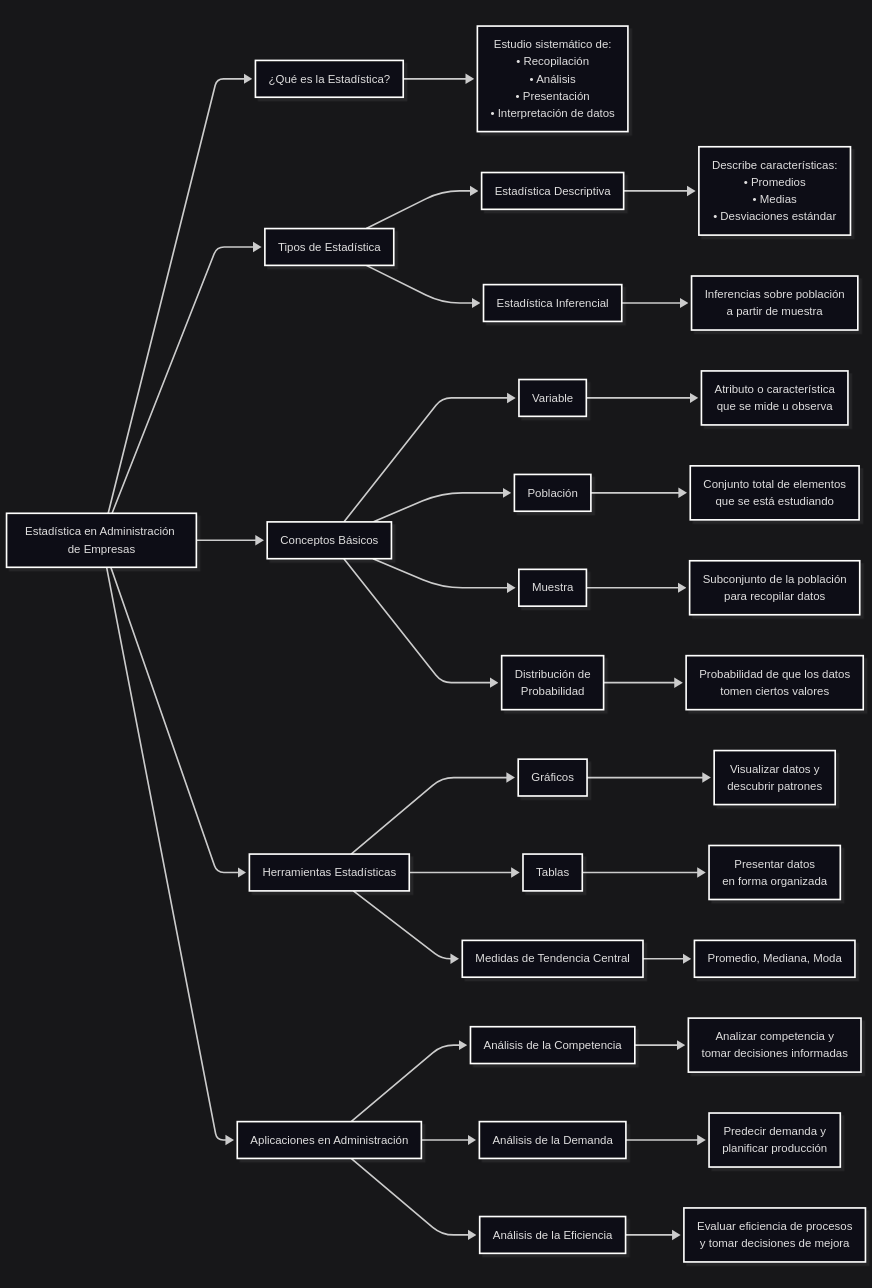 Estadística en Administración
de Empresas
¿Qué es la Estadística?
Estudio sistemático de:
• Recopilación
• Análisis
• Presentación
• Interpretación de datos
Tipos de Estadística
Estadística Descriptiva
Describe características:
• Promedios
• Medias
• Desviaciones estándar
Estadística Inferencial
Inferencias sobre población
a partir de muestra
Conceptos Básicos
Variable
Atributo o característica
que se mide u observa
Población
Conjunto total de elementos
que se está estudiando
Muestra
Subconjunto de la población
para recopilar datos
Distribución de
Probabilidad
Probabilidad de que los datos
tomen ciertos valores
Herramientas Estadísticas
Gráficos
Visualizar datos y
descubrir patrones
Tablas
Presentar datos
en forma organizada
Medidas de Tendencia Central
Promedio, Mediana, Moda
Aplicaciones en Administración
Análisis de la Competencia
Analizar competencia y
tomar decisiones informadas
Análisis de la Demanda
Predecir demanda y
planificar producción
Análisis de la Eficiencia
Evaluar eficiencia de procesos
y tomar decisiones de mejora